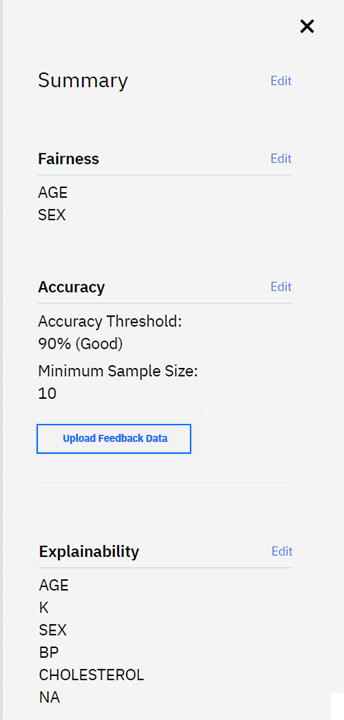 Summary Edit
Fairness Edit
AGE
SEX
Accuracy Edit
Accuracy Threshold:
90% (Good)
Minimum Sample Size:
10
Upload Feedback Data
Explainability Edit
AGE
K
SEX
BP
CHOLESTEROL
NA